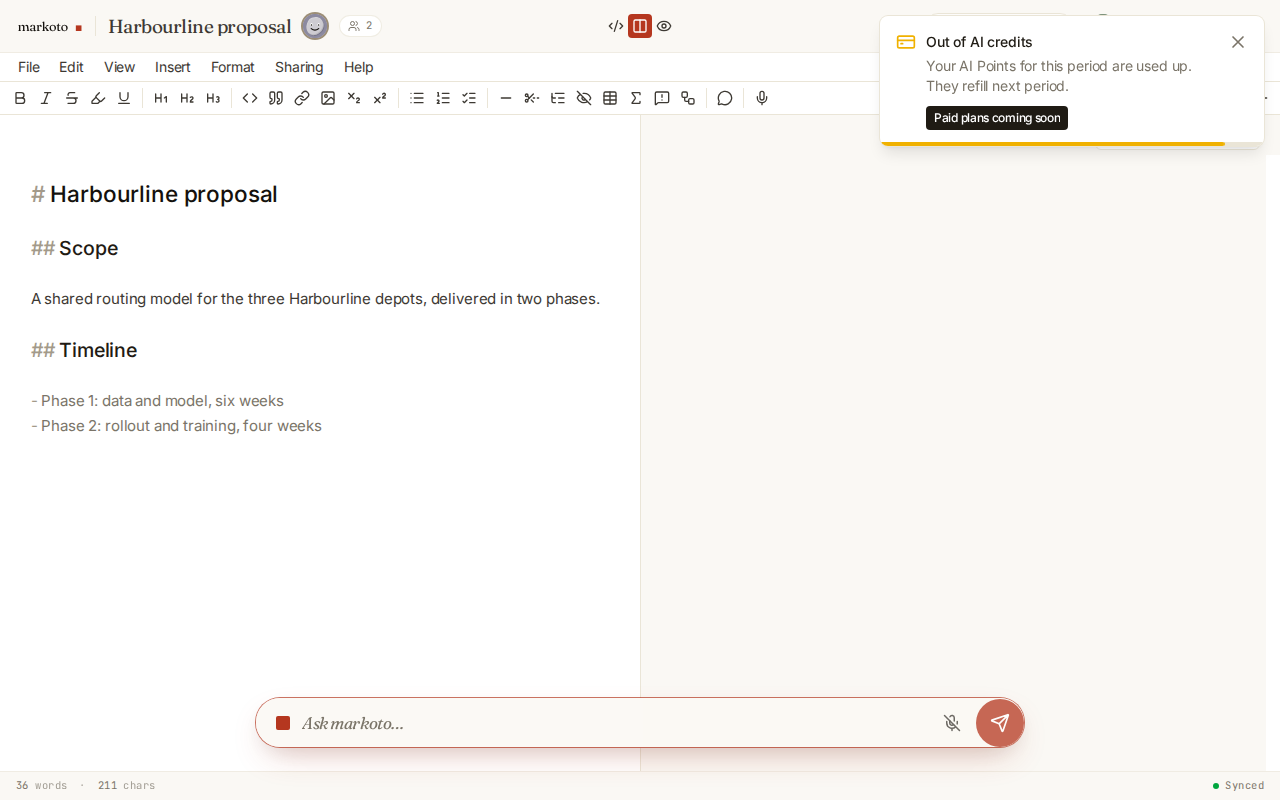 markoto
Harbourline proposal
2
File Edit View Insert Format Sharing Help
H1 H2 H3
Out of AI credits
Your AI Points for this period are used up.
They refill next period.
Paid plans coming soon
# Harbourline proposal
## Scope
A shared routing model for the three Harbourline depots, delivered in two phases.
## Timeline
- Phase 1: data and model, six weeks
- Phase 2: rollout and training, four weeks
Ask markoto...
36 words · 211 chars
Synced